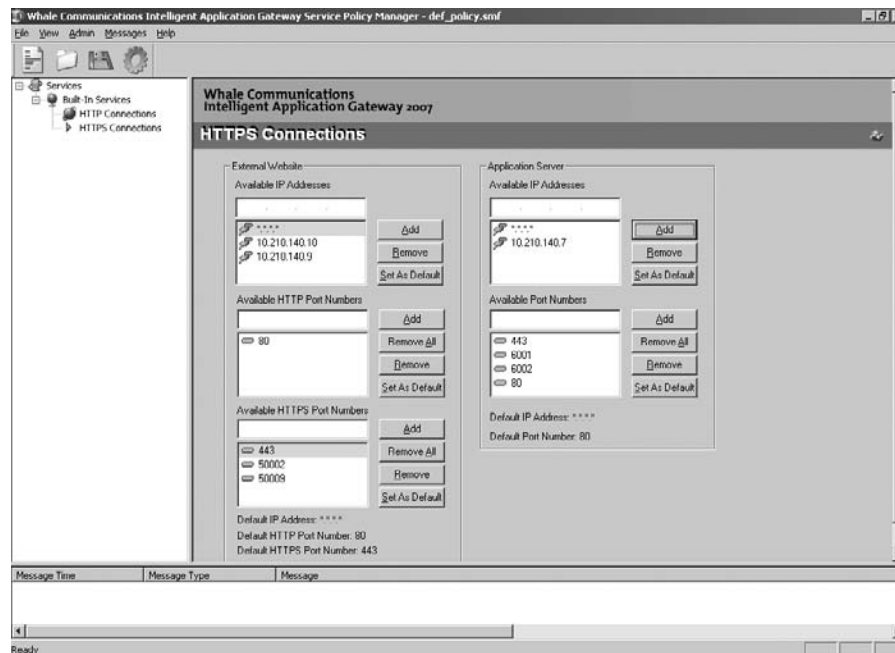 Whale Communications Intelligent Application Gateway Service Policy Manager - def_policy.smf
File View Admin Messages Help
Services
Built-In Services
HTTP Connections
HTTPS Connections
Whale Communications
Intelligent Application Gateway 2007
HTTPS Connections
External Website
Available IP Addresses
*.*.*.*
10.210.140.10
10.210.140.9
Add
Remove
Set As Default
Available HTTP Port Numbers
80
Add
Remove All
Remove
Set As Default
Available HTTPS Port Numbers
443
50002
50009
Add
Remove All
Remove
Set As Default
Default IP Address: *.*.*.*
Default HTTP Port Number: 80
Default HTTPS Port Number: 443
Application Server
Available IP Addresses
*.*.*.*
10.210.140.7
Add
Remove
Set As Default
Available Port Numbers
443
6001
6002
80
Add
Remove All
Remove
Set As Default
Default IP Address: *.*.*.*
Default Port Number: 80
Message Time Message Type Message
Ready